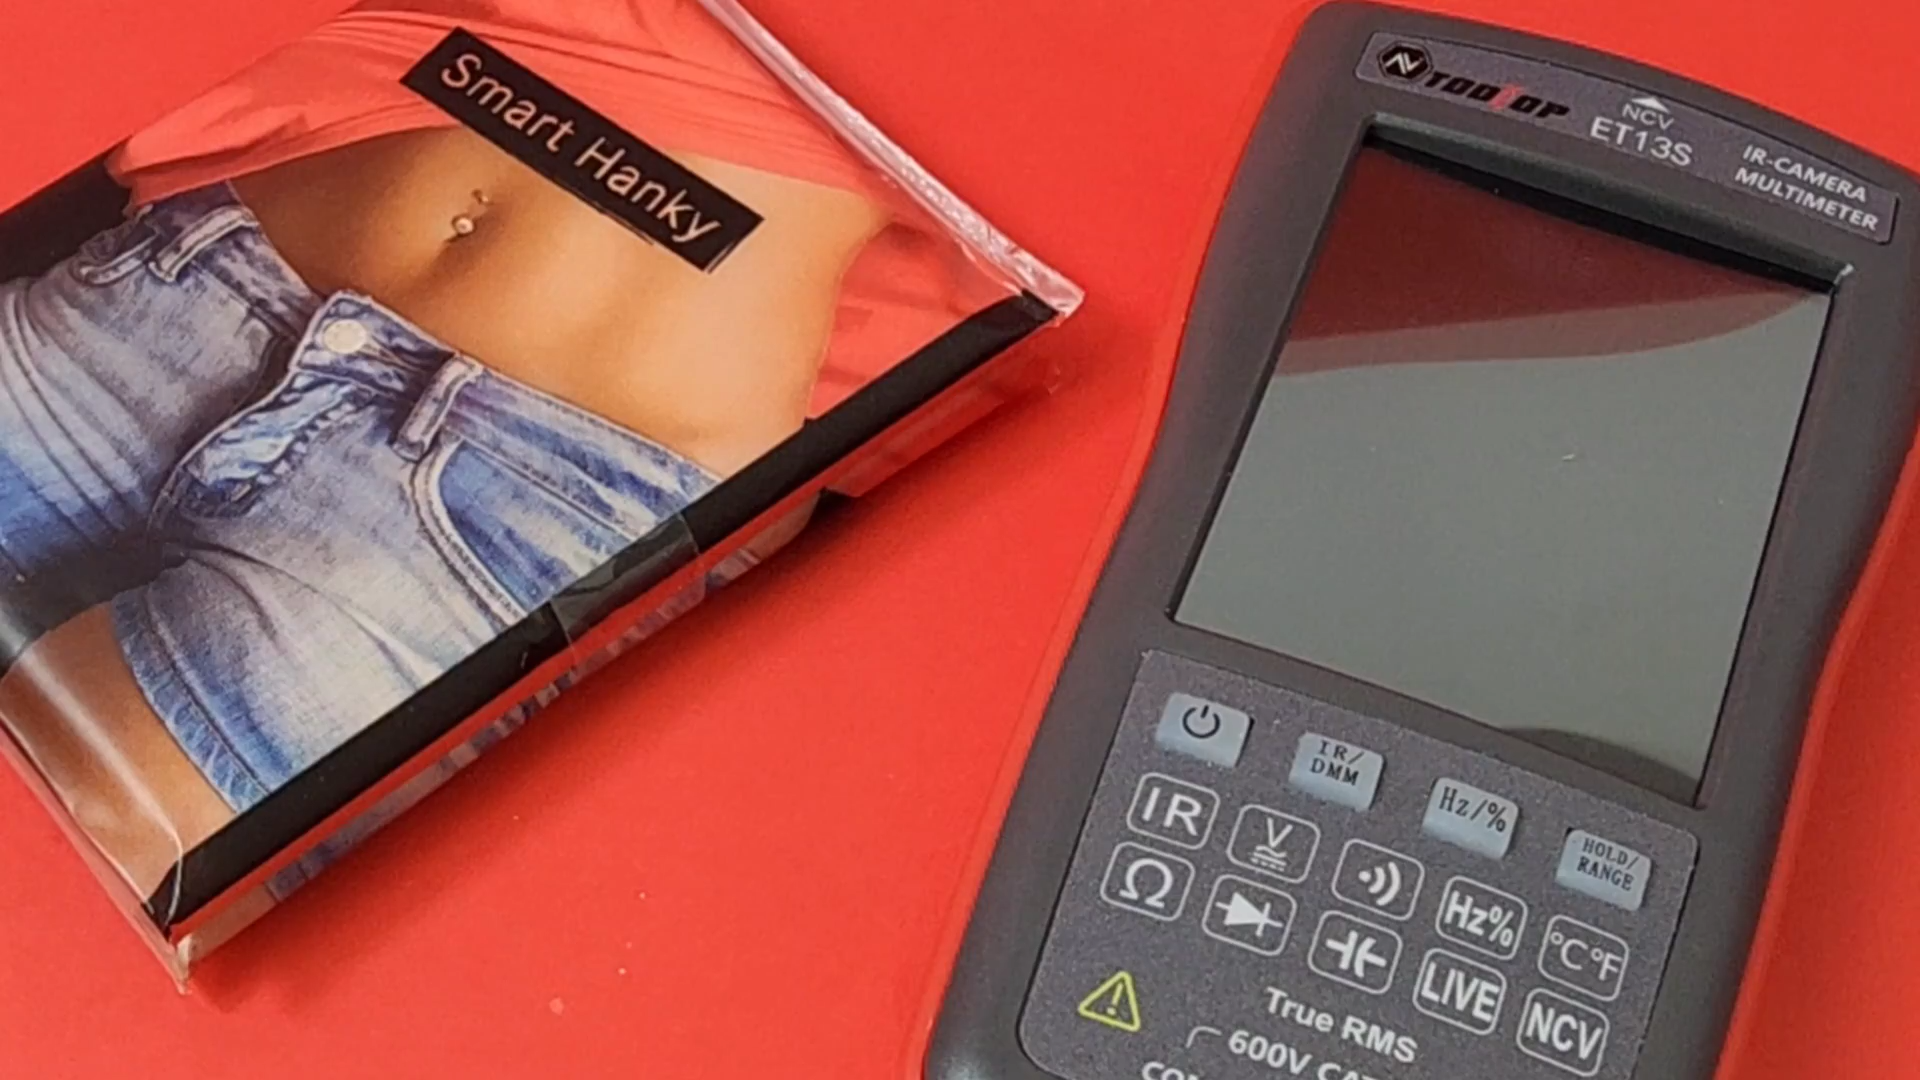 Smart Hanky
TOOLTOP
NCV
ET13S
IR-CAMERA
MULTIMETER
IR/
DMM
Hz/%
HOLD/
RANGE
IR
V
Hz%
°C°F
Ω
LIVE
NCV
True RMS
600V